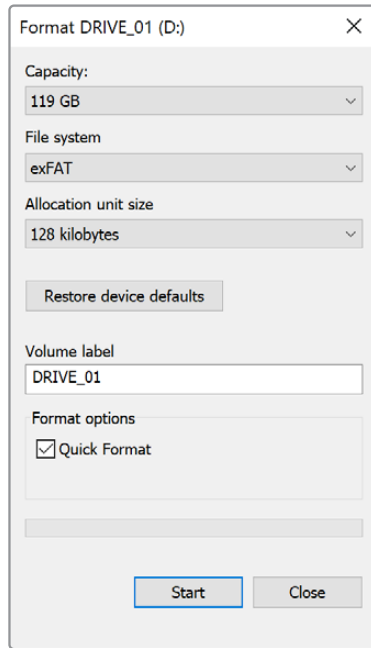 Format DRIVE_01 (D:)
Capacity:
119 GB
File system
exFAT
Allocation unit size
128 kilobytes
Restore device defaults
Volume label
DRIVE_01
Format options
Quick Format
Start Close